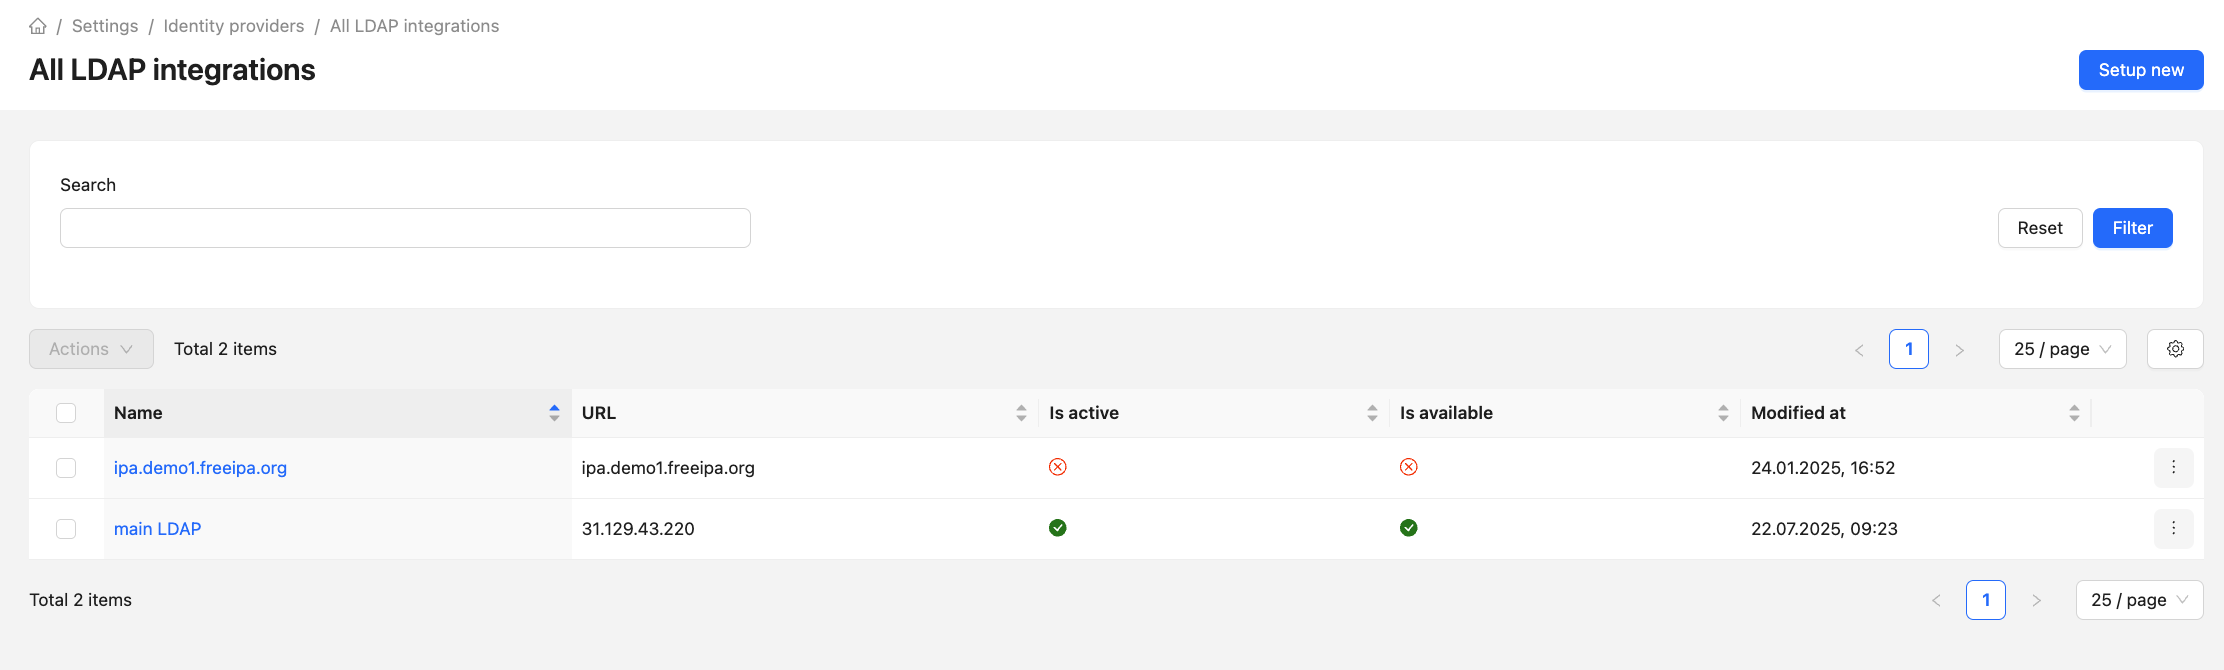 / Settings / Identity providers / All LDAP integrations
All LDAP integrations
Setup new
Search
Reset
Filter
Actions
Total 2 items
1
25 / page
Name URL Is active Is available Modified at
ipa.demo1.freeipa.org ipa.demo1.freeipa.org 24.01.2025, 16:52
main LDAP 31.129.43.220 22.07.2025, 09:23
Total 2 items
1
25 / page